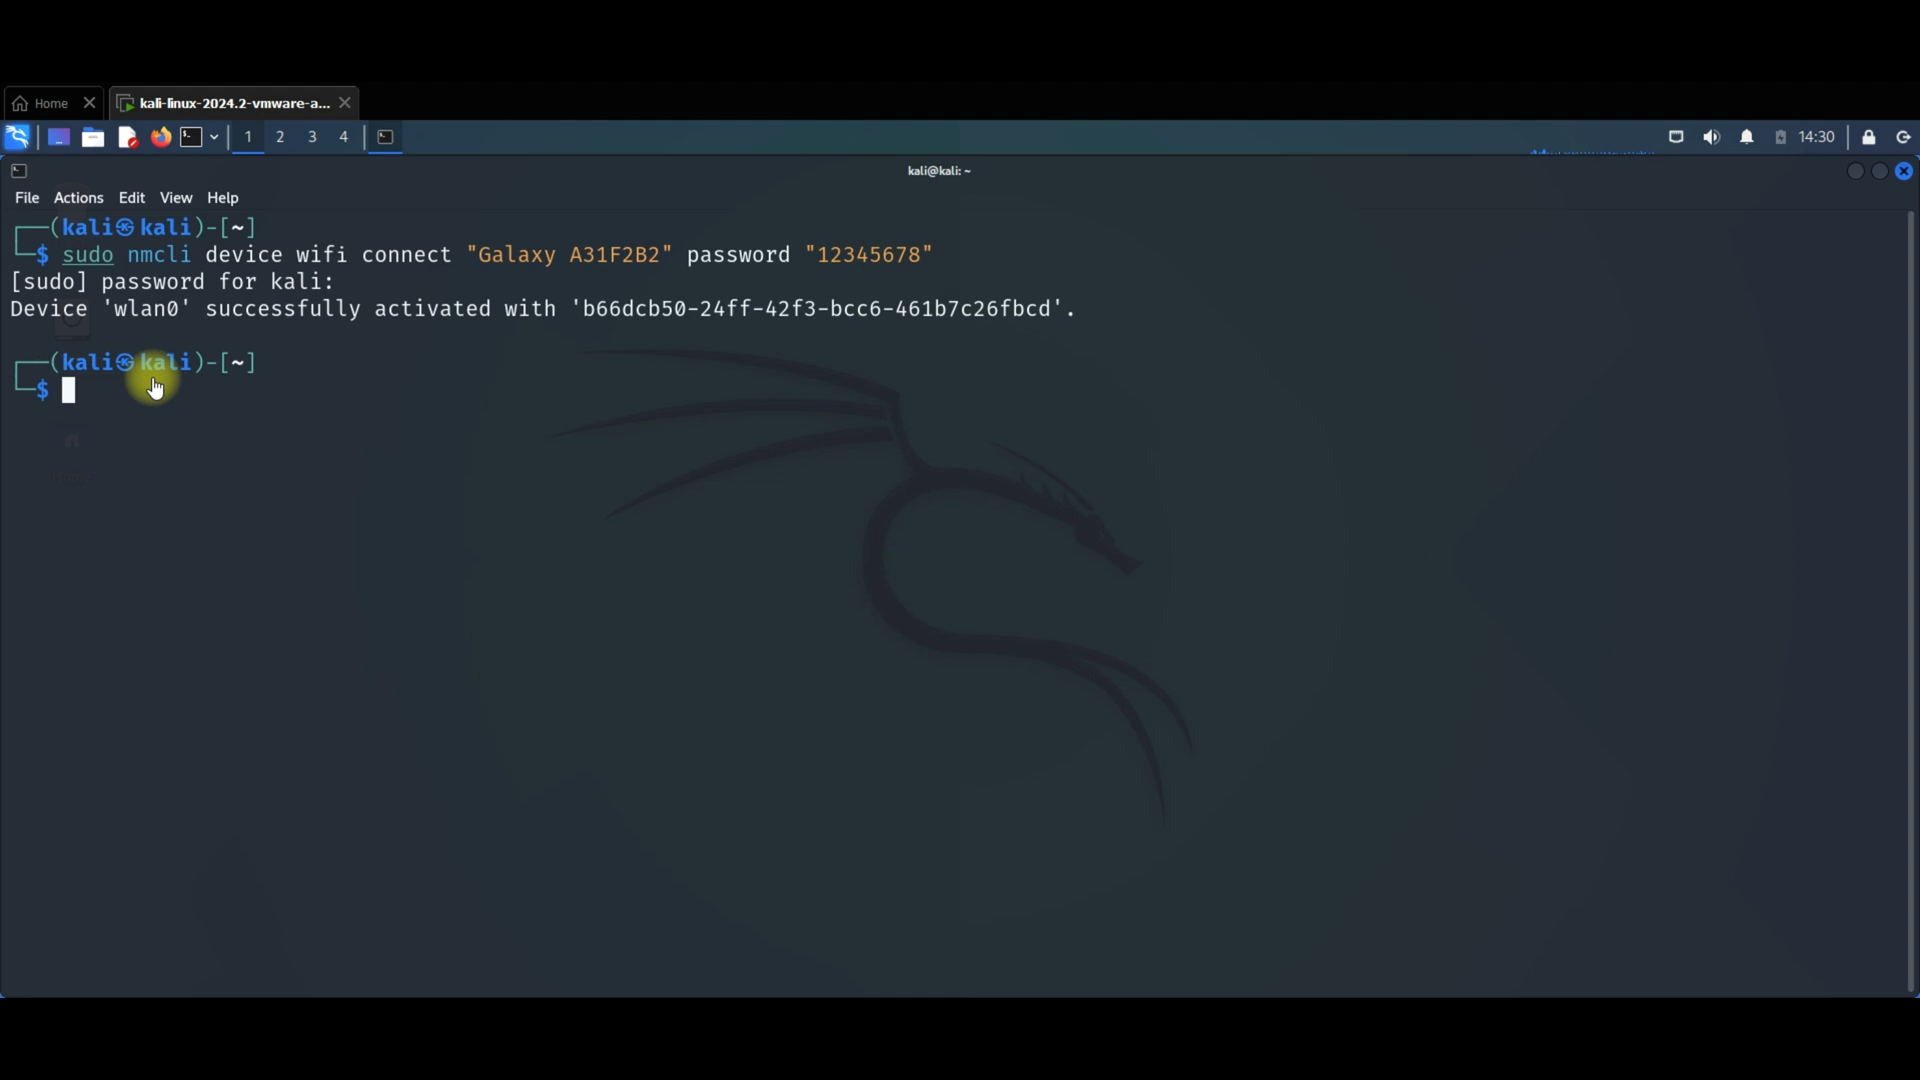 Home
kali-linux-2024.2-vmware-a...
1 2 3 4
14:30
kali@kali: ~
File Actions Edit View Help
┌──(kali㉿kali)-[~]
└─$ sudo nmcli device wifi connect "Galaxy A31F2B2" password "12345678"
[sudo] password for kali:
Device 'wlan0' successfully activated with 'b66dcb50-24ff-42f3-bcc6-461b7c26fbcd'.
┌──(kali㉿kali)-[~]
└─$